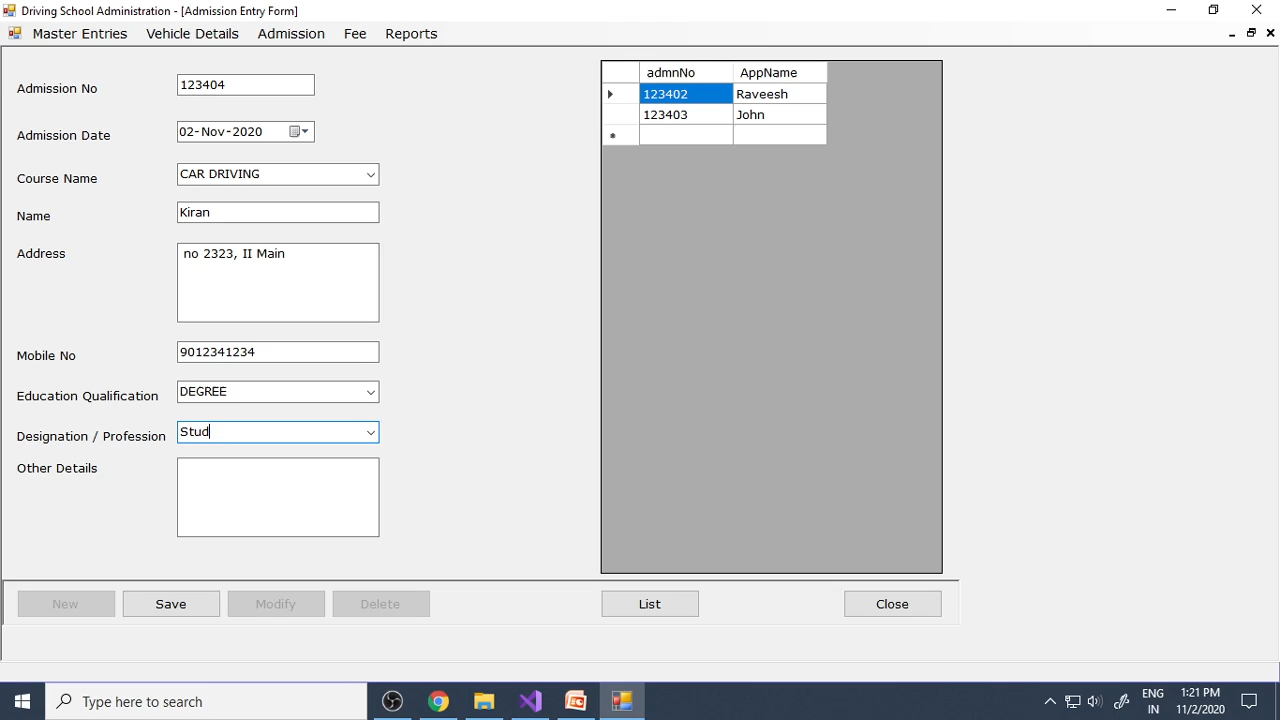 Driving School Administration - [Admission Entry Form]
Master Entries Vehicle Details Admission Fee Reports
Admission No 123404
Admission Date 02-Nov-2020
Course Name CAR DRIVING
Name Kiran
Address no 2323, II Main
Mobile No 9012341234
Education Qualification DEGREE
Designation / Profession Stud
Other Details
admnNo AppName
123402 Raveesh
123403 John
New Save Modify Delete List Close
Type here to search
ENG
IN
1:21 PM
11/2/2020